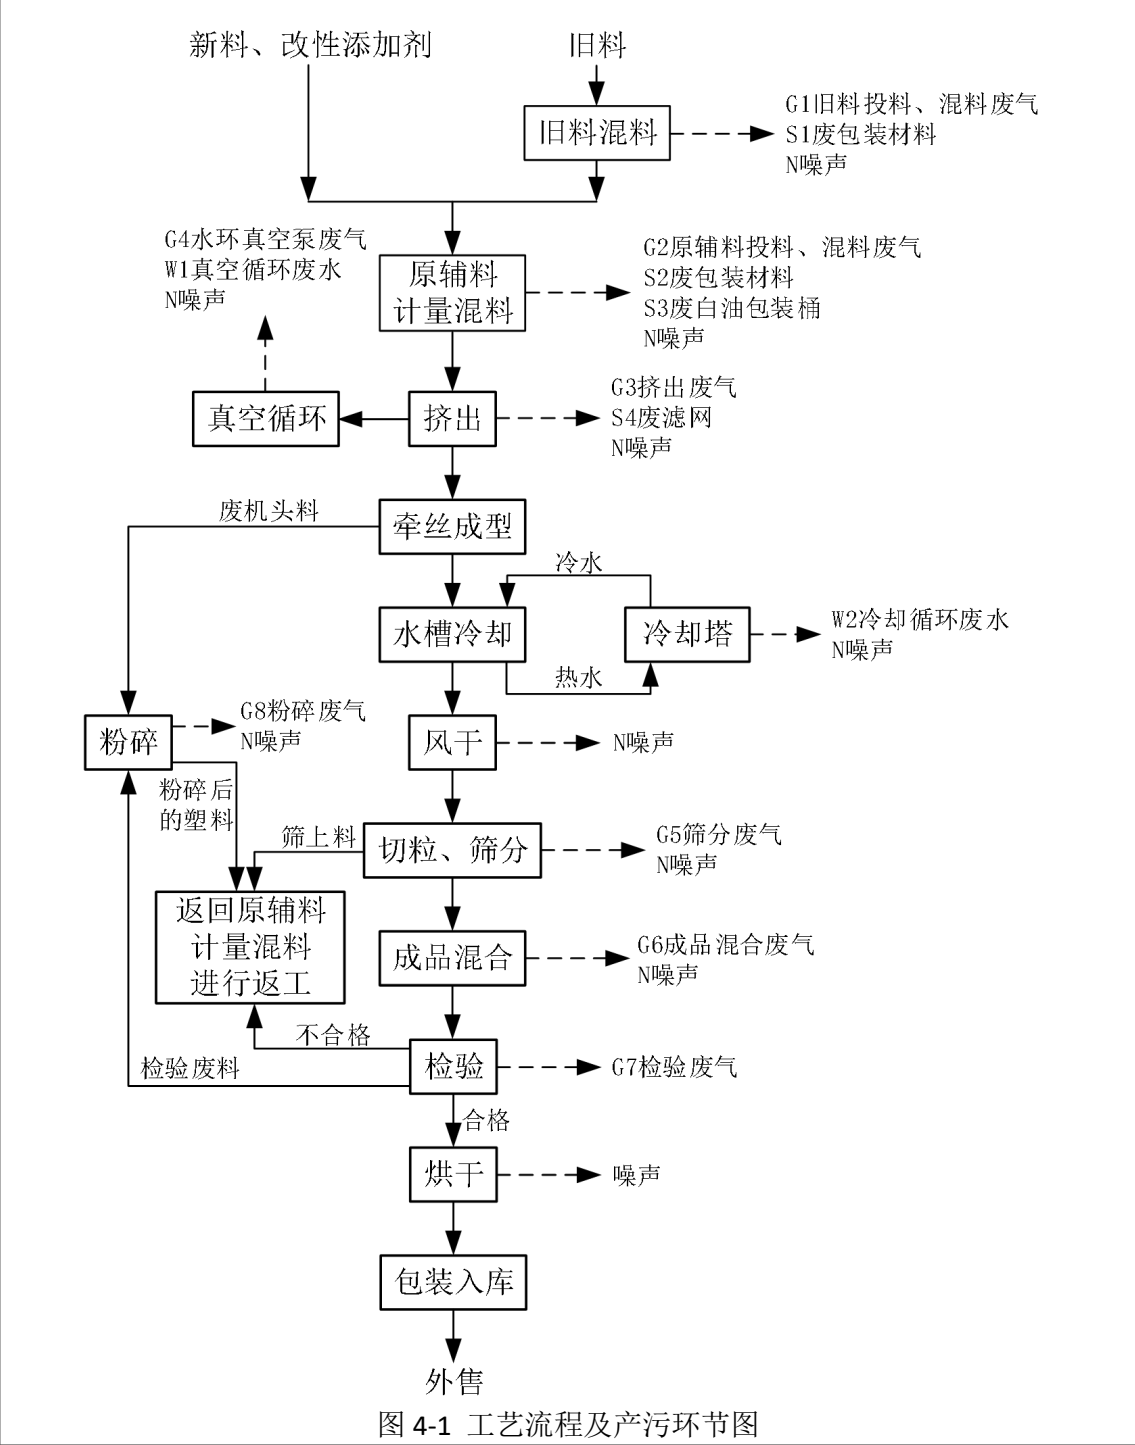 新料、改性添加剂
旧料
旧料混料
G1旧料投料、混料废气
S1废包装材料
N噪声
G4水环真空泵废气
W1真空循环废水
N噪声
原辅料
计量混料
G2原辅料投料、混料废气
S2废包装材料
S3废白油包装桶
N噪声
真空循环
挤出
G3挤出废气
S4废滤网
N噪声
废机头料
牵丝成型
冷水
水槽冷却
冷却塔
W2冷却循环废水
N噪声
热水
粉碎
G8粉碎废气
N噪声
风干
N噪声
粉碎后
的塑料
筛上料
切粒、筛分
G5筛分废气
N噪声
返回原辅料
计量混料
进行返工
成品混合
G6成品混合废气
N噪声
不合格
检验废料
检验
G7检验废气
合格
烘干
噪声
包装入库
外售
图 4-1 工艺流程及产污环节图